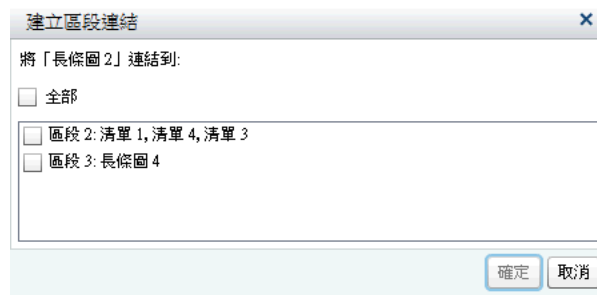 建立區段連結
將「長條圖 2」連結到:
全部
區段 2: 清單 1, 清單 4, 清單 3
區段 3: 長條圖 4
確定 取消